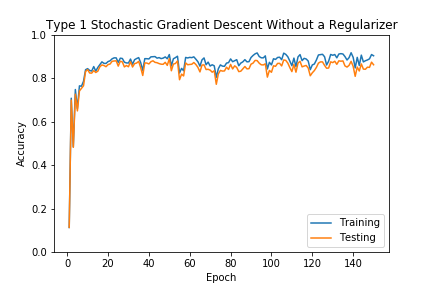 Type 1 Stochastic Gradient Descent Without a Regularizer
1.0
0.8
0.6
0.4
0.2
0.0
Accuracy
0 20 40 60 80 100 120 140
Epoch
Training
Testing